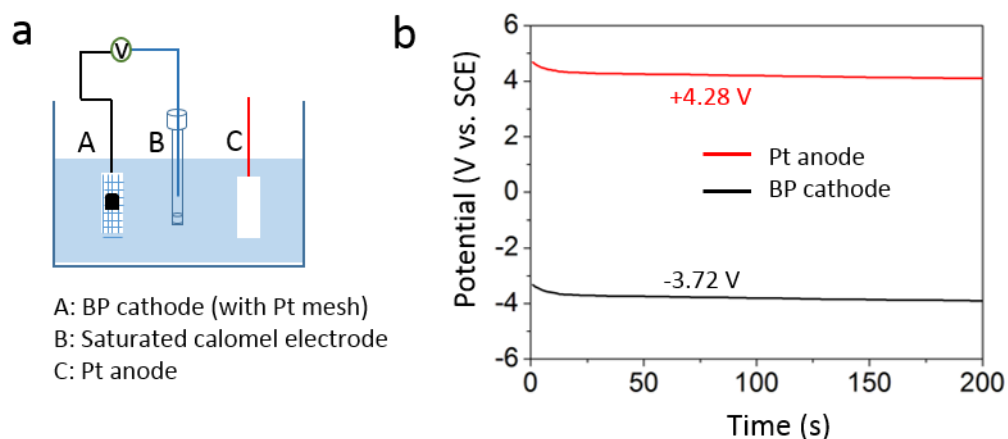 a
V
A
B
C
A: BP cathode (with Pt mesh)
B: Saturated calomel electrode
C: Pt anode
b
Potential (V vs. SCE)
6
4
2
0
-2
-4
-6
+4.28 V
Pt anode
BP cathode
-3.72 V
0
50
100
150
200
Time (s)